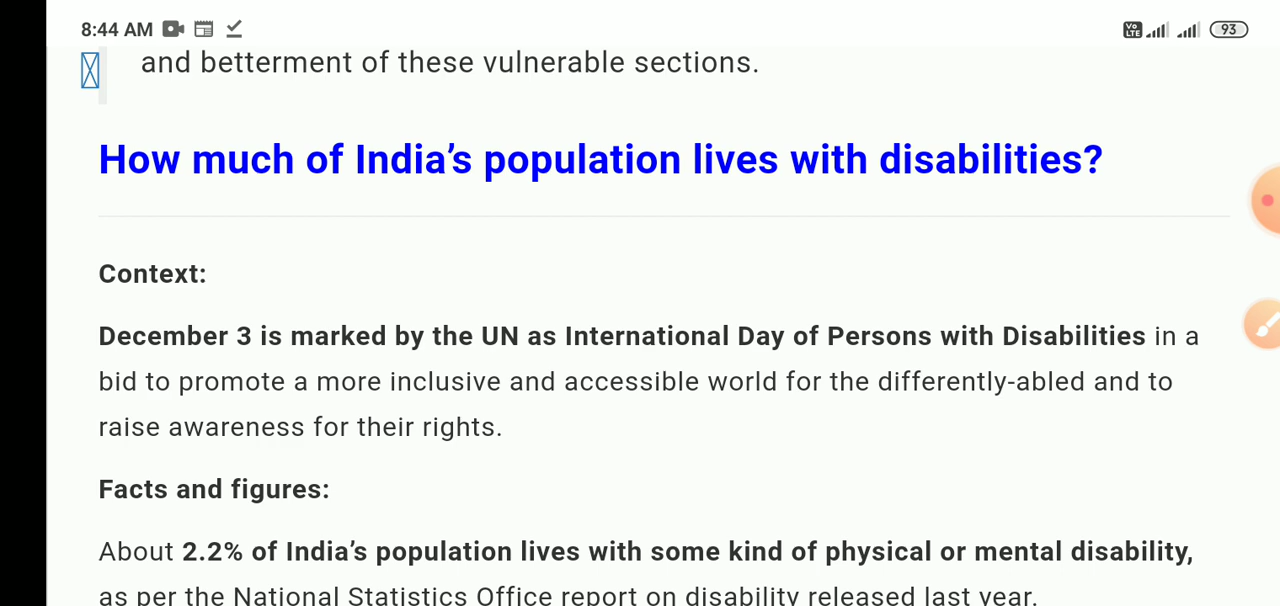 8:44 AM
Vo LTE 93
and betterment of these vulnerable sections.
How much of India’s population lives with disabilities?
Context:
December 3 is marked by the UN as International Day of Persons with Disabilities in a
bid to promote a more inclusive and accessible world for the differently-abled and to
raise awareness for their rights.
Facts and figures:
About 2.2% of India’s population lives with some kind of physical or mental disability,
as per the National Statistics Office report on disability released last year.